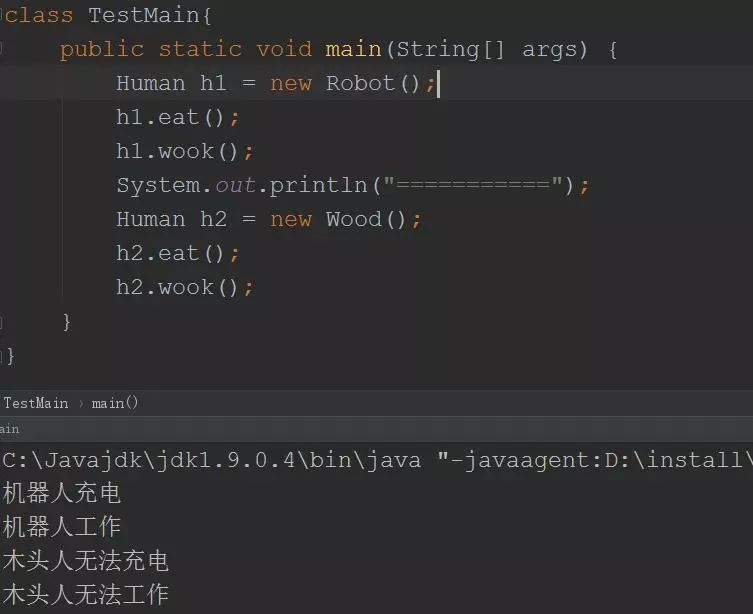 class TestMain{
public static void main(String[] args) {
Human h1 = new Robot();
h1.eat();
h1.wook();
System.out.println("===========");
Human h2 = new Wood();
h2.eat();
h2.wook();
}
}
TestMain › main()
ain
C:\Javajdk\jdk1.9.0.4\bin\java "-javaagent:D:\install\
机器人充电
机器人工作
木头人无法充电
木头人无法工作